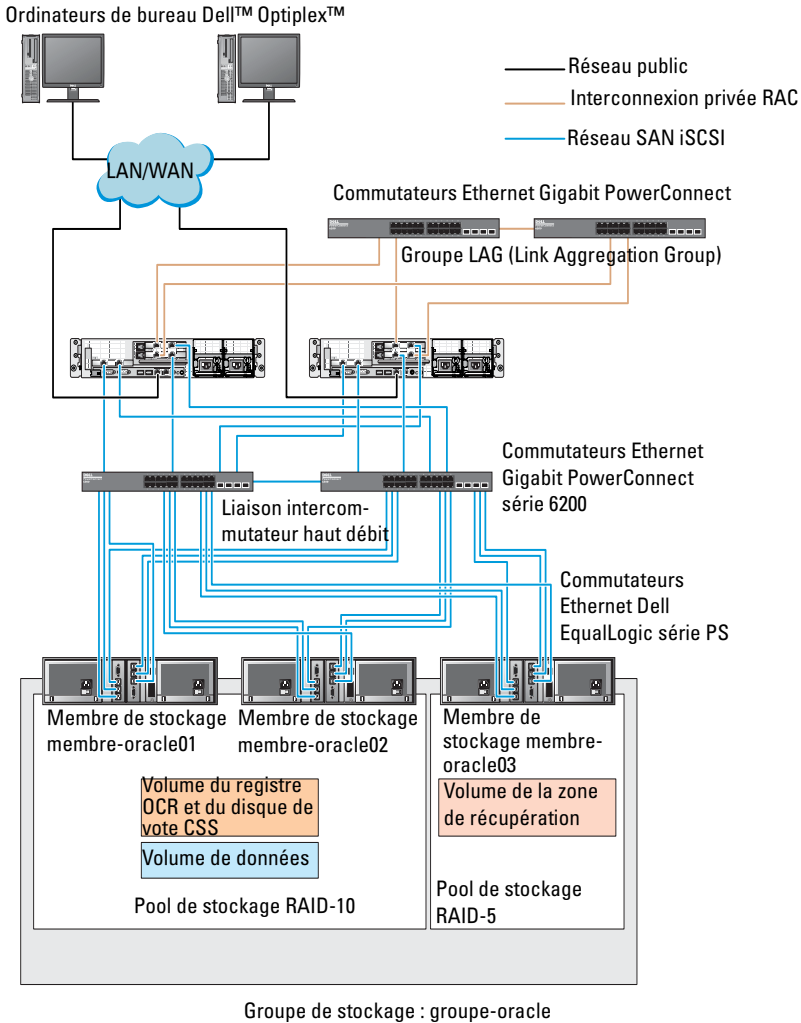 Ordinateurs de bureau Dell™ Optiplex™
Réseau public
Interconnexion privée RAC
Réseau SAN iSCSI
LAN/WAN
Commutateurs Ethernet Gigabit PowerConnect
Groupe LAG (Link Aggregation Group)
Commutateurs Ethernet
Gigabit PowerConnect
série 6200
Liaison intercom-
mutateur haut débit
Commutateurs
Ethernet Dell
EqualLogic série PS
Membre de stockage
membre-oracle01
Membre de stockage
membre-oracle02
Membre de
stockage membre-
oracle03
Volume du registre
OCR et du disque de
vote CSS
Volume de la zone
de récupération
Volume de données
Pool de stockage RAID-10
Pool de stockage
RAID-5
Groupe de stockage : groupe-oracle